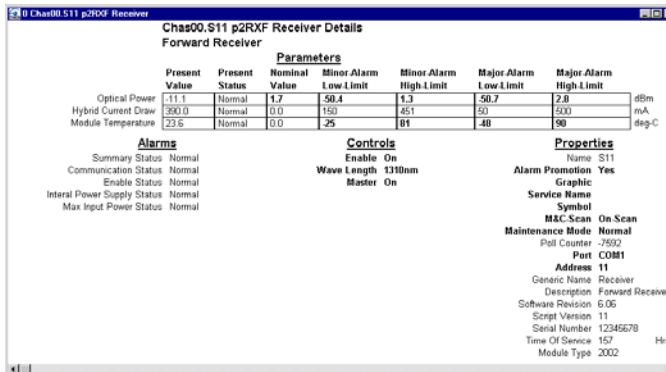 0 Chas00.S11 p2RXF Receiver
Chas00.S11 p2RXF Receiver Details
Forward Receiver
Parameters
Present Value Present Status Nominal Value Minor-Alarm Low-Limit Minor-Alarm High-Limit Major-Alarm Low-Limit Major-Alarm High-Limit
Optical Power -11.1 Normal 1.7 -50.4 1.3 -50.7 2.8 dBm
Hybrid Current Draw 390.0 Normal 0.0 150 451 50 500 mA
Module Temperature 23.6 Normal 0.0 -25 81 -48 90 deg-C
Alarms
Summary Status Normal
Communication Status Normal
Enable Status Normal
Interal Power Supply Status Normal
Max Input Power Status Normal
Controls
Enable On
Wave Length 1310nm
Master On
Properties
Name S11
Alarm Promotion Yes
Graphic
Service Name
Symbol
M&C-Scan On-Scan
Maintenance Mode Normal
Poll Counter -7592
Port COM1
Address 11
Generic Name Receiver
Description Forward Receive
Software Revision 6.06
Script Version 11
Serial Number 12345678
Time Of Service 157 Hr
Module Type 2002